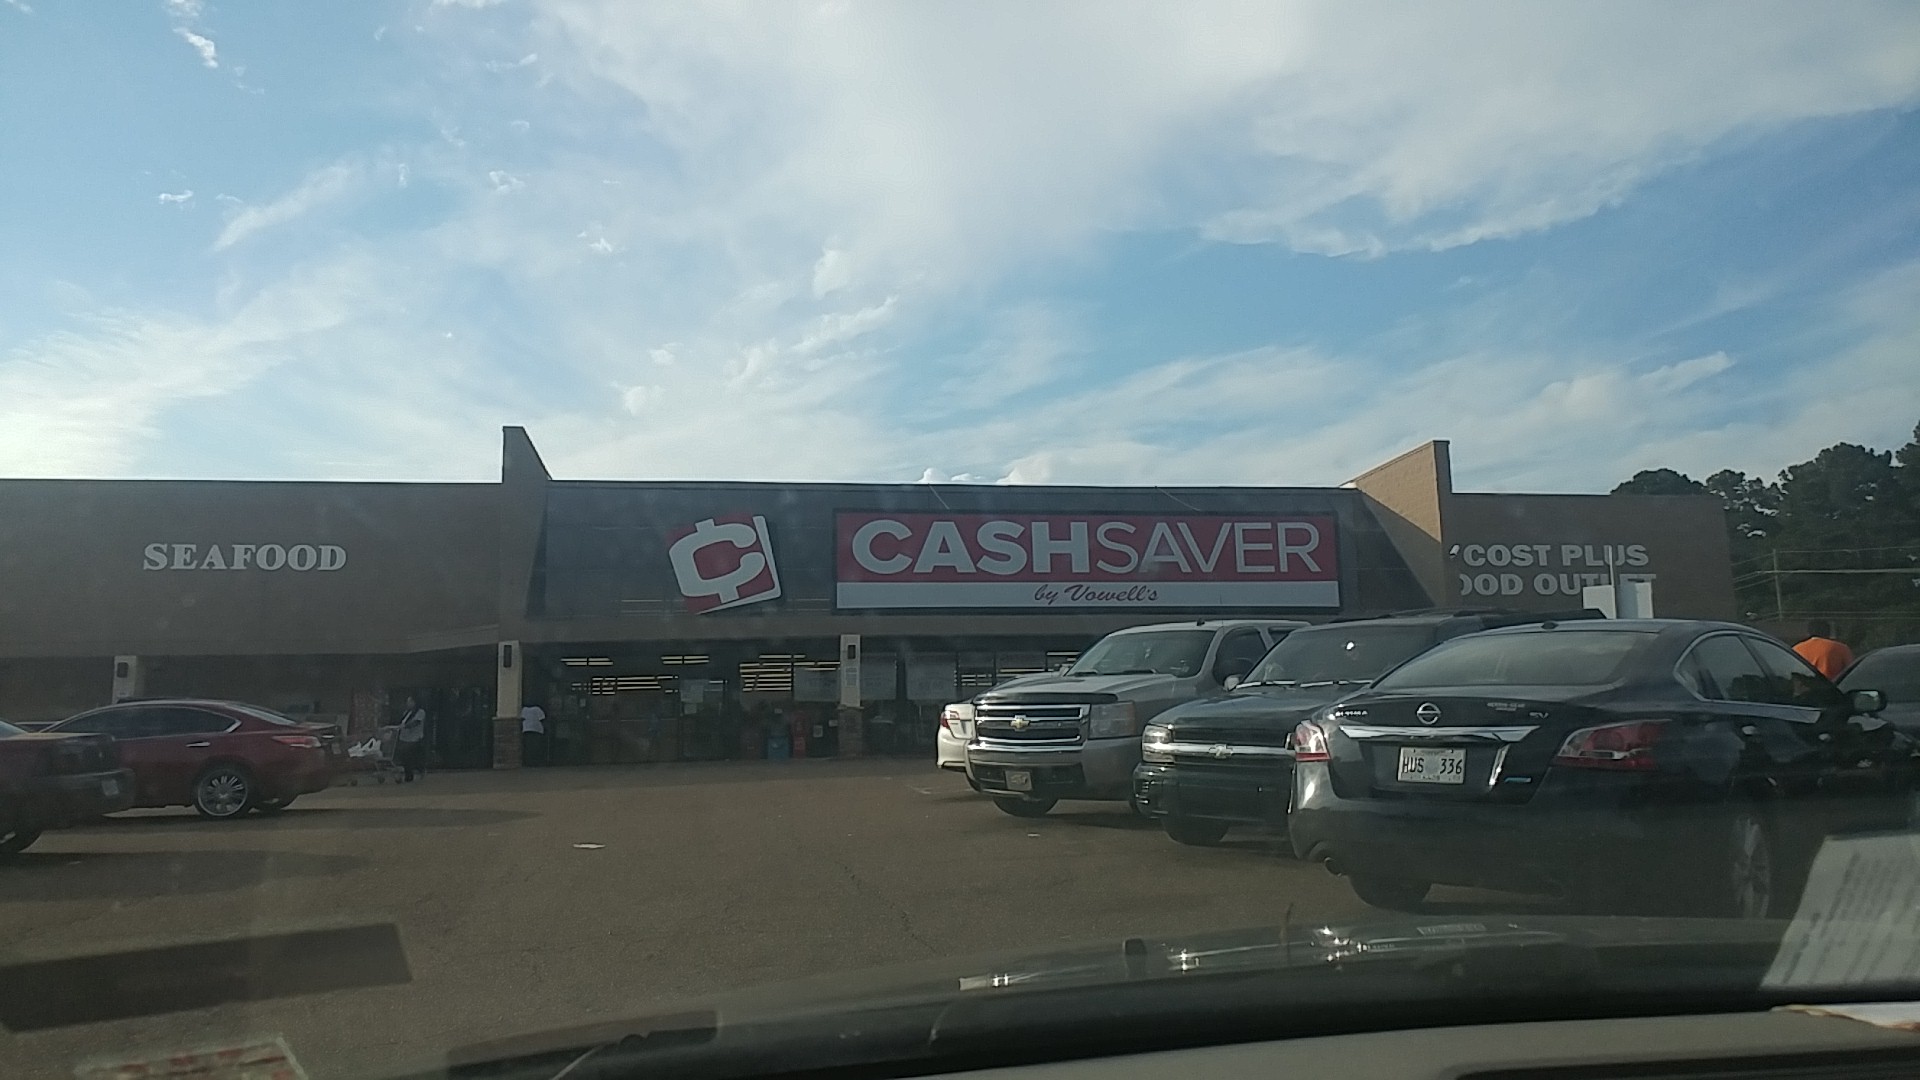 SEAFOOD
CASHSAVER
by Vowell's
COST PLUS
OOD OUTLET
ALTIMA
HUS 336